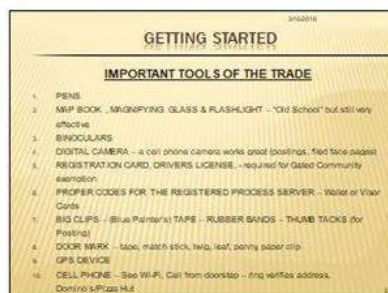 3/16/2016
GETTING STARTED
IMPORTANT TOOLS OF THE TRADE
1. PENS
2. MAP BOOK , MAGNIFYING GLASS & FLASHLIGHT – "Old School" but still very
effective
3. BINOCULARS
4. DIGITAL CAMERA – a cell phone camera works great (postings, filed face pages)
5. REGISTRATION CARD, DRIVERS LICENSE, - required for Gated Community
exemption
6. PROPER CODES FOR THE REGISTERED PROCESS SERVER – Wallet or Visor
Cards
7. BIG CLIPS – (Blue Painter's) TAPE – RUBBER BANDS – THUMB TACKS (for
Posting)
8. DOOR MARK – tape, match stick, twig, leaf, penny, paper clip
9. GPS DEVICE
10. CELL PHONE – See Wi-Fi, Call from doorstep – ring verifies address,
Domino's/Pizza Hut